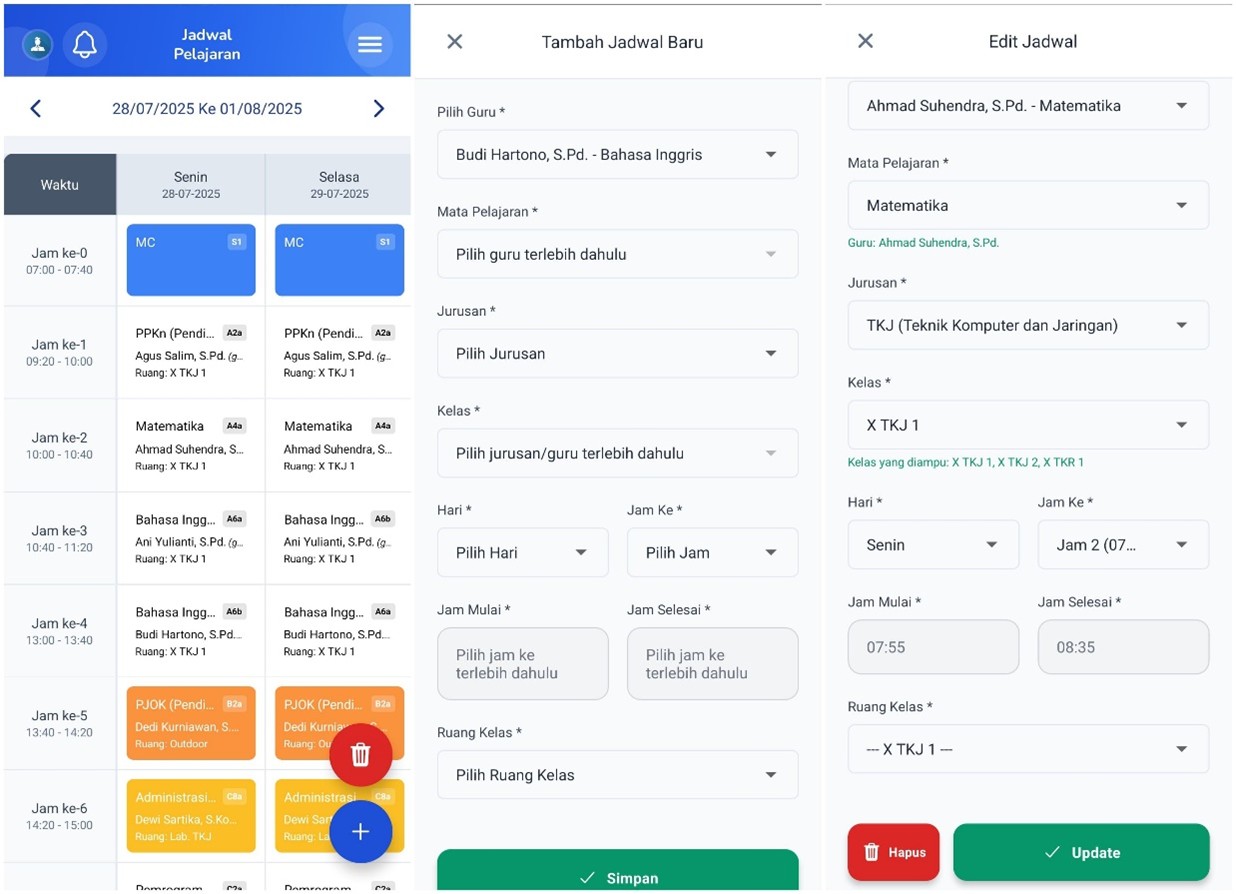 Jadwal
Pelajaran
28/07/2025 Ke 01/08/2025
Waktu
Senin
28-07-2025
Selasa
29-07-2025
Jam ke-0
07:00 - 07:40
MC S1
MC S1
Jam ke-1
09:20 - 10:00
PPKn (Pendi... A2a
Agus Salim, S.Pd. (g...
Ruang: X TKJ 1
PPKn (Pendi... A2a
Agus Salim, S.Pd. (g...
Ruang: X TKJ 1
Jam ke-2
10:00 - 10:40
Matematika A4a
Ahmad Suhendra, S...
Ruang: X TKJ 1
Matematika A4a
Ahmad Suhendra, S...
Ruang: X TKJ 1
Jam ke-3
10:40 - 11:20
Bahasa Ingg... A6a
Ani Yulianti, S.Pd. (g...
Ruang: X TKJ 1
Bahasa Ingg... A6b
Ani Yulianti, S.Pd. (g...
Ruang: X TKJ 1
Jam ke-4
13:00 - 13:40
Bahasa Ingg... A6b
Budi Hartono, S.Pd...
Ruang: X TKJ 1
Bahasa Ingg... A6a
Budi Hartono, S.Pd...
Ruang: X TKJ 1
Jam ke-5
13:40 - 14:20
PJOK (Pendi... B2a
Dedi Kurniawan, S...
Ruang: Outdoor
PJOK (Pendi... B2a
Dedi Kurniaw
Ruang: Ou
Jam ke-6
14:20 - 15:00
Administrasi... C8a
Dewi Sartika, S.Ko...
Ruang: Lab. TKJ
Administrasi C8a
Dewi Sart
Ruang: La
Pemrogram C2a
Pemrogram C2a
Tambah Jadwal Baru
Pilih Guru *
Budi Hartono, S.Pd. - Bahasa Inggris
Mata Pelajaran *
Pilih guru terlebih dahulu
Jurusan *
Pilih Jurusan
Kelas *
Pilih jurusan/guru terlebih dahulu
Hari *
Jam Ke *
Pilih Hari
Pilih Jam
Jam Mulai *
Jam Selesai *
Pilih jam ke
terlebih dahulu
Pilih jam ke
terlebih dahulu
Ruang Kelas *
Pilih Ruang Kelas
Simpan
Edit Jadwal
Ahmad Suhendra, S.Pd. - Matematika
Mata Pelajaran *
Matematika
Guru: Ahmad Suhendra, S.Pd.
Jurusan *
TKJ (Teknik Komputer dan Jaringan)
Kelas *
X TKJ 1
Kelas yang diampu: X TKJ 1, X TKJ 2, X TKR 1
Hari *
Jam Ke *
Senin
Jam 2 (07...
Jam Mulai *
Jam Selesai *
07:55
08:35
Ruang Kelas *
--- X TKJ 1 ---
Hapus
Update